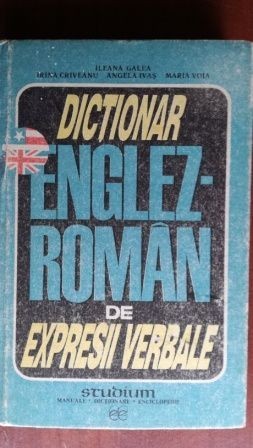 ILEANA GALEA
IRINA CRIVEANU ANGELA IVAȘ MARIA VOIA
DICTIONAR
ENGLEZ-
ROMÂN
DE
EXPRESII VERBALE
studium
MANUALE • DICȚIONARE • ENCICLOPEDII